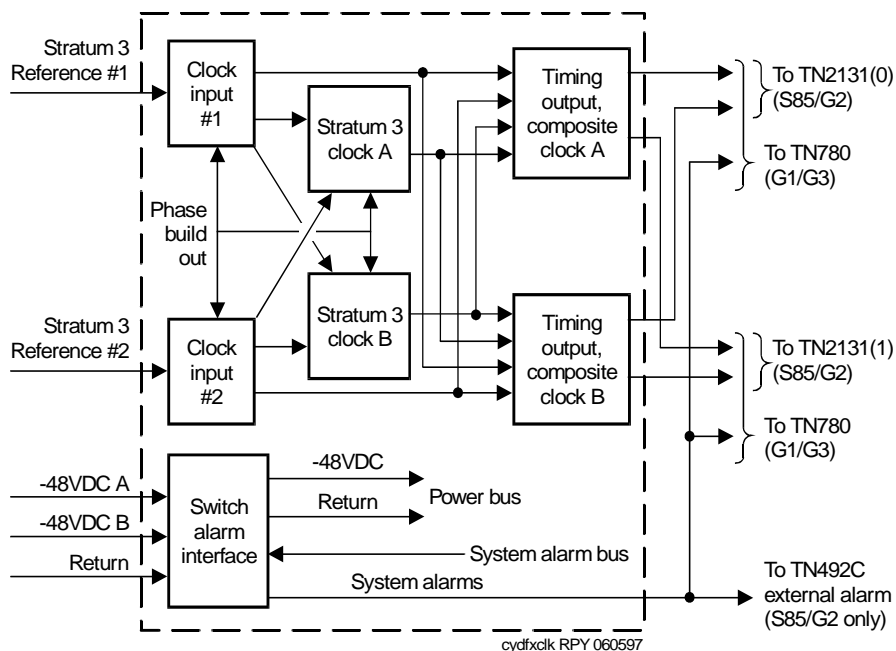 Stratum 3
Reference #1
Clock
input
#1
Stratum 3
clock A
Timing
output,
composite
clock A
To TN2131(0)
(S85/G2)
To TN780
(G1/G3)
Phase
build
out
Stratum 3
Reference #2
Clock
input
#2
Stratum 3
clock B
Timing
output,
composite
clock B
To TN2131(1)
(S85/G2)
To TN780
(G1/G3)
-48VDC A
-48VDC B
Return
Switch
alarm
interface
-48VDC
Return
Power bus
System alarm bus
System alarms
To TN492C
external alarm
(S85/G2 only)
cydfxclk RPY 060597